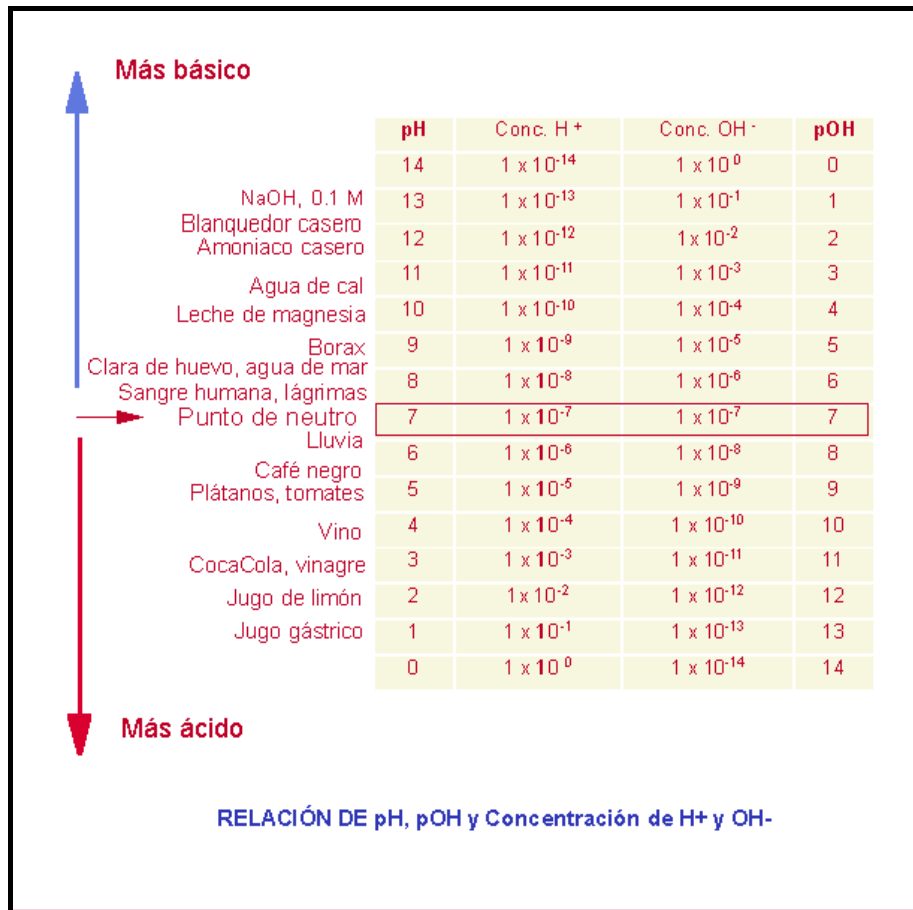 Más básico
pH Conc. H + Conc. OH - pOH
14 1 x 10-14 1 x 10 0 0
NaOH, 0.1 M 13 1 x 10-13 1 x 10-1 1
Blanquedor casero
Amoniaco casero 12 1 x 10-12 1x 10-2 2
11 1 x 10-11 1 x 10-3 3
Agua de cal
Leche de magnesia 10 1 x 10-10 1 x 10-4 4
Borax 9 1 x 10-9 1 x 10-5 5
Clara de huevo, agua de mar
8 1 x 10-8 1 x 10-6 6
Sangre humana, lágrimas
Punto de neutro 7 1 x 10-7 1 x 10-7 7
Lluvia
6 1 x 10-6 1 x 10-8 8
Café negro
Plátanos, tomates 5 1 x 10-5 1 x 10-9 9
Vino 4 1 x 10-4 1 x 10-10 10
CocaCola, vinagre 3 1 x 10-3 1 x 10-11 11
Jugo de limón 2 1x 10-2 1 x 10-12 12
Jugo gástrico 1 1 x 10-1 1 x 10-13 13
0 1 x 10 0 1 x 10-14 14
Más ácido
RELACIÓN DE pH, pOH y Concentración de H+ y OH-